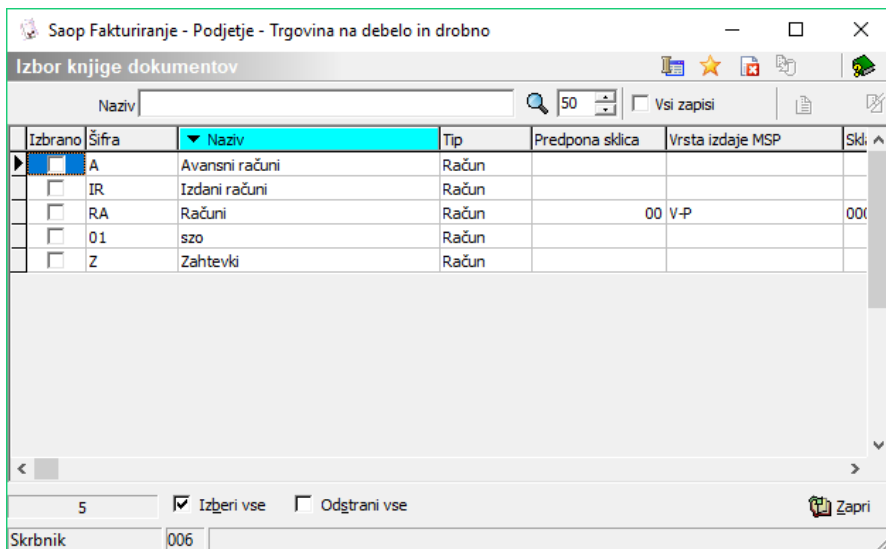 Saop Fakturiranje - Podjetje - Trgovina na debelo in drobno
Izbor knjige dokumentov
Naziv 50 Vsi zapisi
Izbrano Šifra Naziv Tip Predpona sklica Vrsta izdaje MSP Skl
A Avansni računi Račun
IR Izdani računi Račun
RA Računi Račun 00 V-P 000
01 szo Račun
Z Zahtevki Račun
5 Izberi vse Odstrani vse Zapri
Skrbnik 006